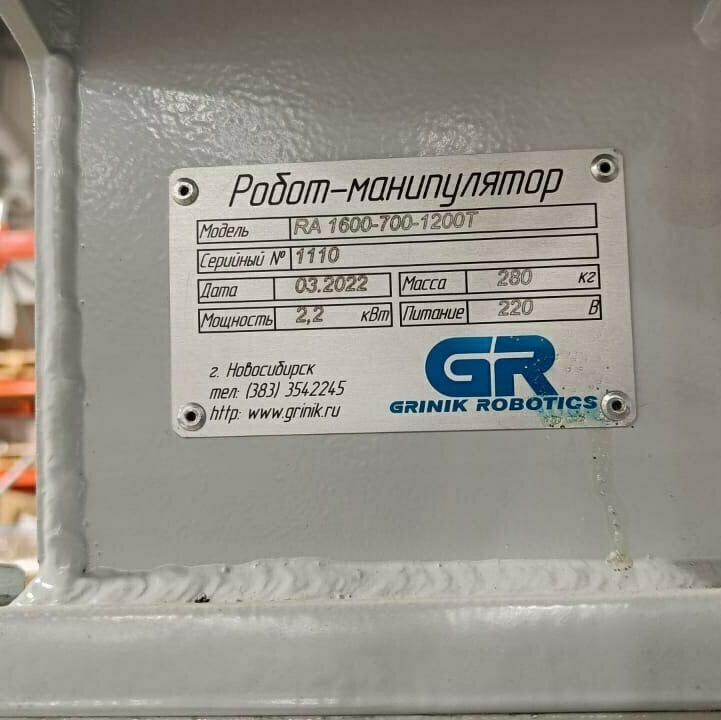 Робот-манипулятор
Модель RA 1600-700-1200T
Серийный № 1110
Дата 03.2022 Масса 280 кг
Мощность 2,2 кВт Питание 220 В
г. Новосибирск
тел: (383) 3542245
http: www.grinik.ru
GR
GRINIK ROBOTICS